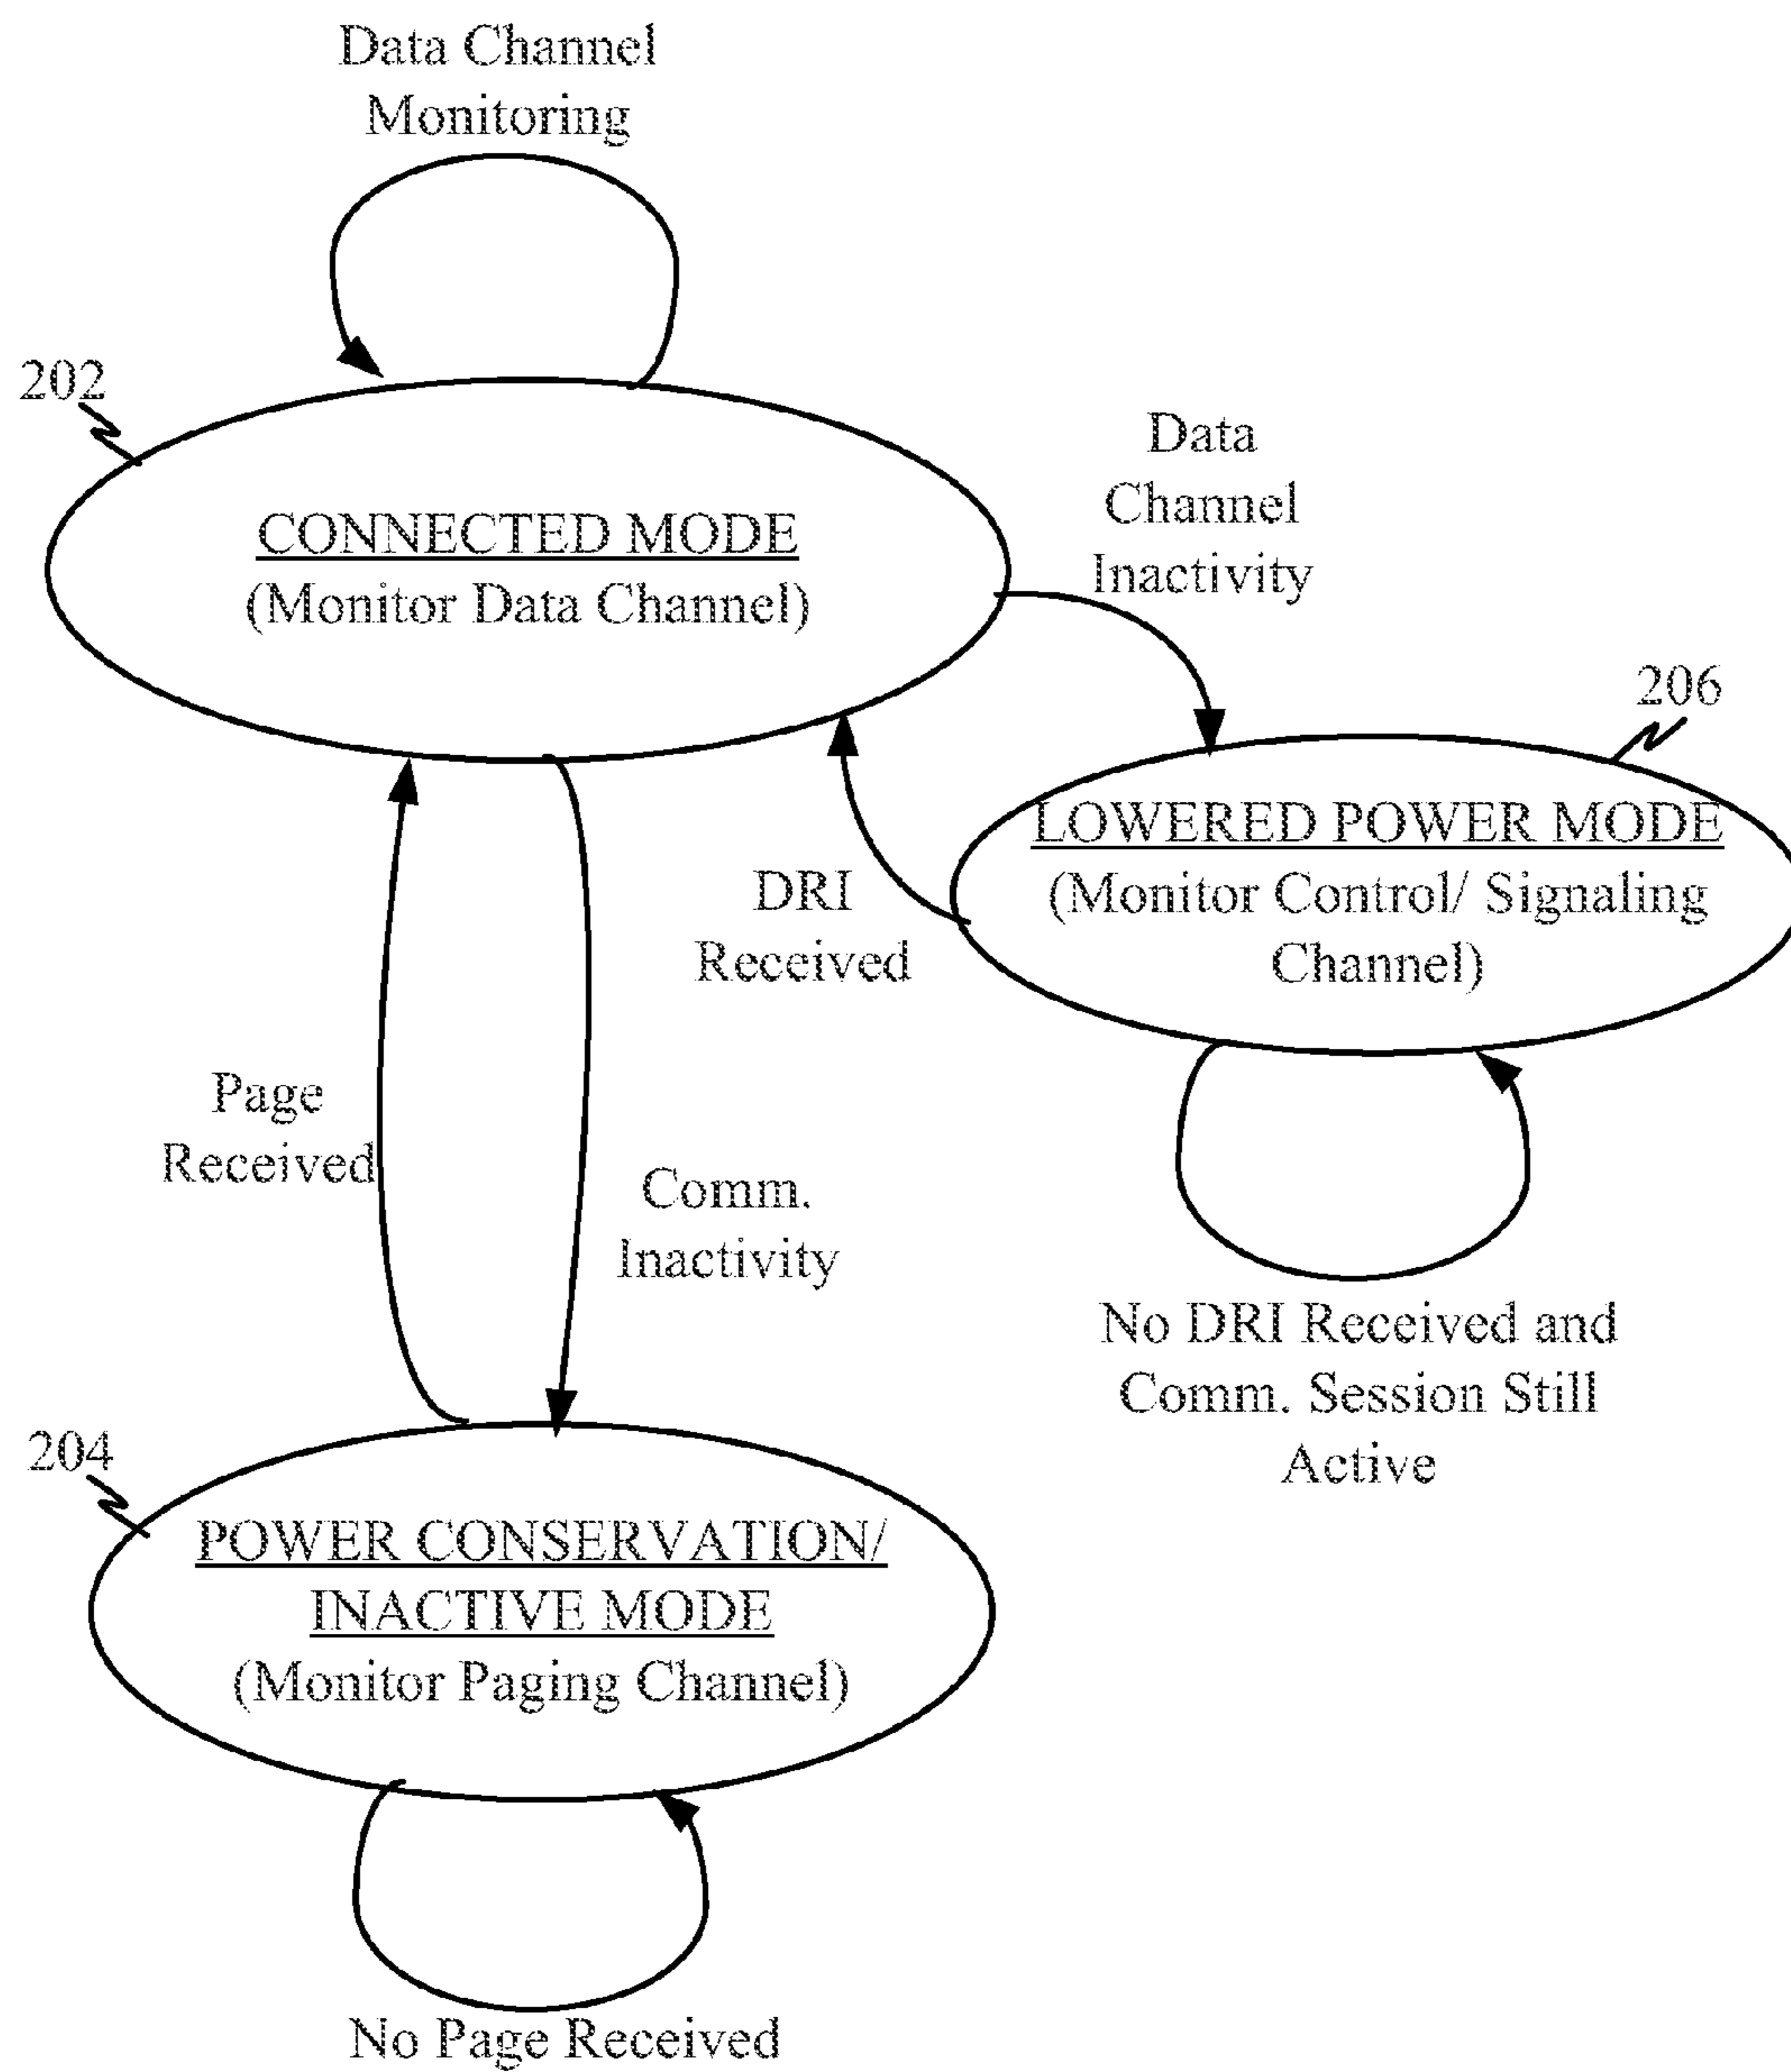 Data Channel
Monitoring
202
CONNECTED MODE
(Monitor Data Channel)
Data
Channel
Inactivity
206
LOWERED POWER MODE
(Monitor Control/ Signaling
Channel)
DRI
Received
Page
Received
Comm.
Inactivity
No DRI Received and
Comm. Session Still
Active
204
POWER CONSERVATION/
INACTIVE MODE
(Monitor Paging Channel)
No Page Received